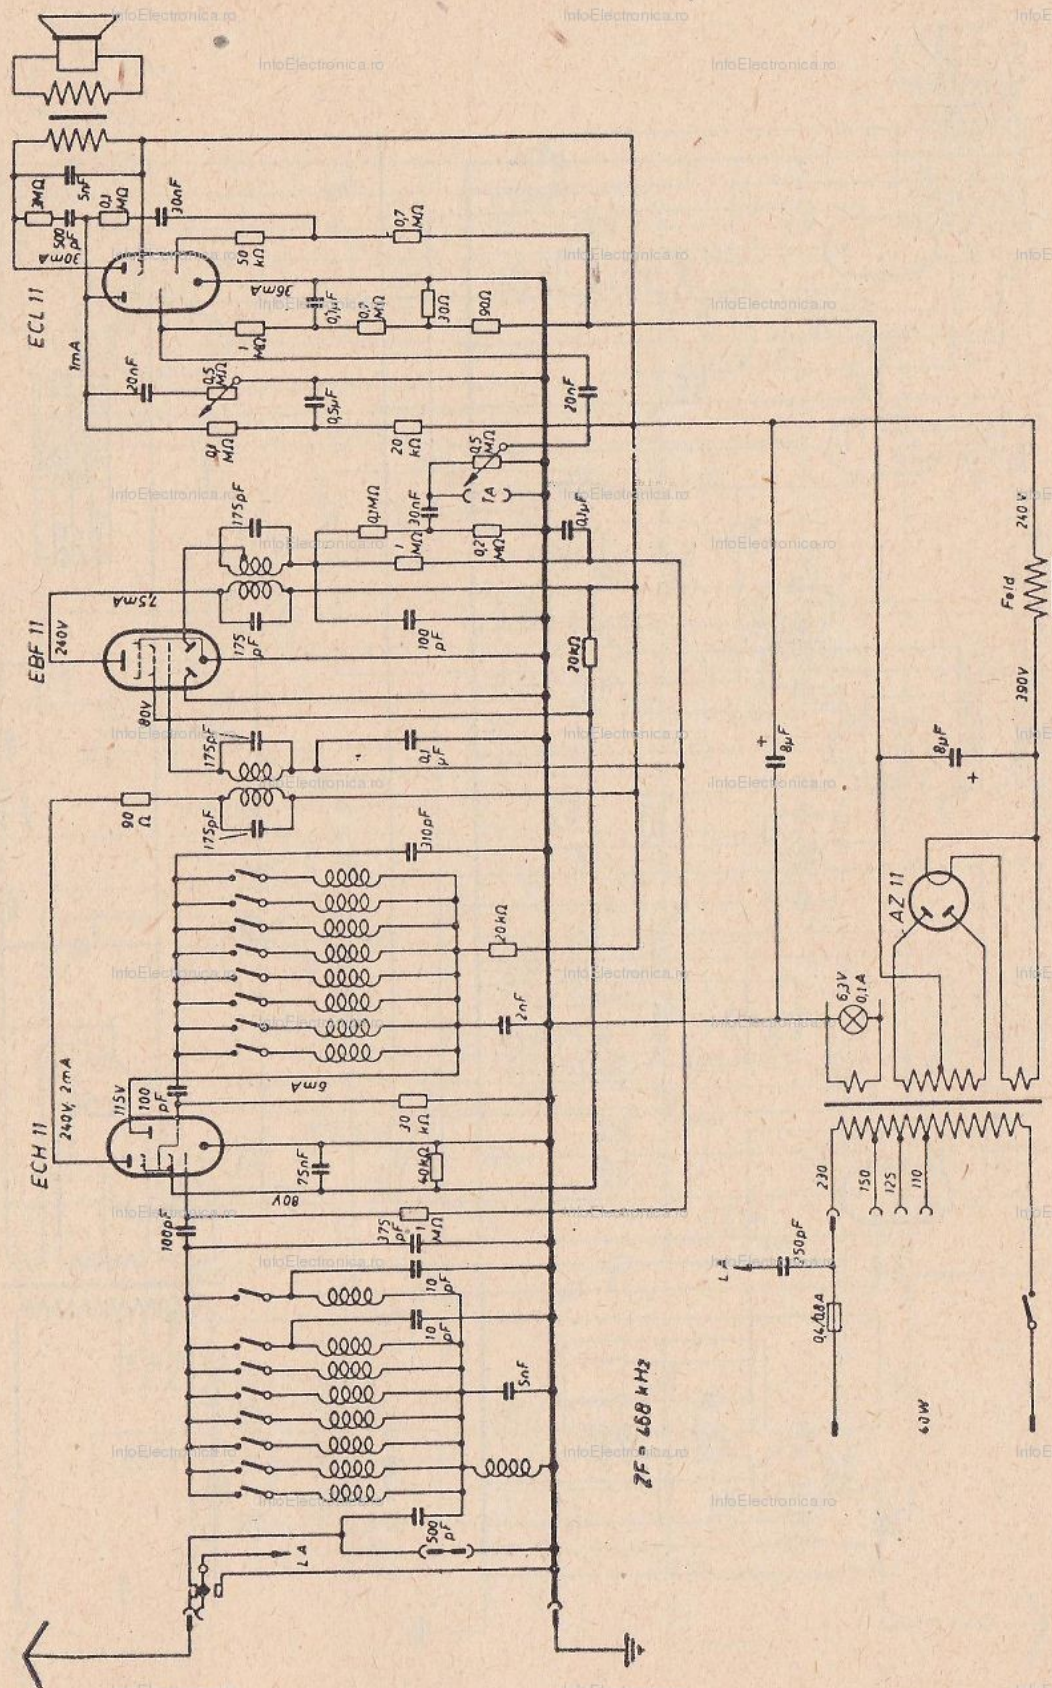 InfoElectronica.ro
ECL 11
3MΩ
5nF
500 pF
0,1 MΩ
30nF
30mA
50 kΩ
0,7 MΩ
36mA
0,1µF
0,7 MΩ
30Ω
90Ω
1 MΩ
1mA
20nF
0,5 MΩ
0,5µF
20nF
0,1 MΩ
20 kΩ
0,5 MΩ
TA
175pF
0,1MΩ
30nF
0,2 MΩ
0,1µF
1 MΩ
EBF 11
240V
7,5mA
175 pF
100 pF
20kΩ
80V
175pF
0,1 µF
90 Ω
175pF
310pF
20kΩ
2nF
ECH 11
240V, 2mA
115V
100 pF
6mA
30 kΩ
75nF
40kΩ
80V
100pF
375 pF
1 MΩ
10 pF
10 pF
5nF
500 pF
LA
ZF = 468 kHz
240V
Feld
390V
8µF
+
8µF
+
AZ 11
6,3V
0,1A
230
150
125
110
250pF
LA
0,4/0,8A
40W